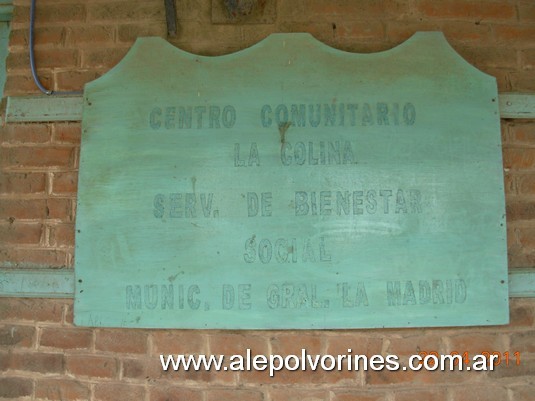 CENTRO COMUNITARIO
LA COLINA
SERV. DE BIENESTAR
SOCIAL
MUNIC. DE GRAL. LA MADRID
www.alepolvorines.com.ar